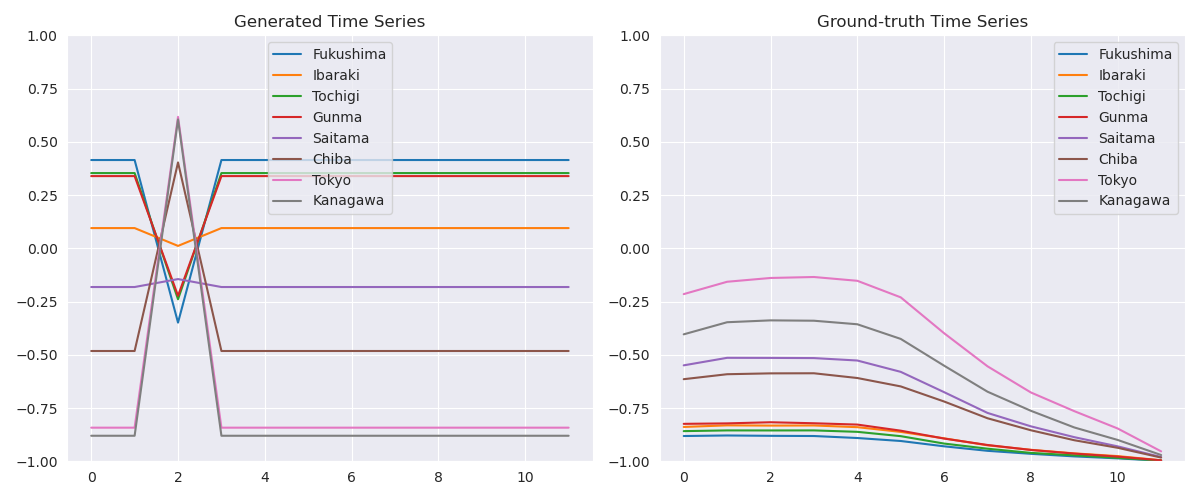 Generated Time Series
1.00
0.75
0.50
0.25
0.00
−0.25
−0.50
−0.75
−1.00
0 2 4 6 8 10
Fukushima
Ibaraki
Tochigi
Gunma
Saitama
Chiba
Tokyo
Kanagawa
Ground-truth Time Series
1.00
0.75
0.50
0.25
0.00
−0.25
−0.50
−0.75
−1.00
0 2 4 6 8 10
Fukushima
Ibaraki
Tochigi
Gunma
Saitama
Chiba
Tokyo
Kanagawa